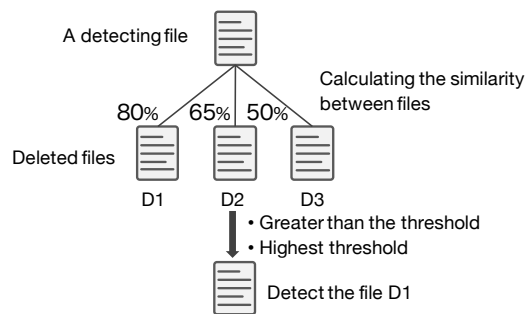 A detecting file
Calculating the similarity
between files
80% 65% 50%
Deleted files
D1 D2 D3
• Greater than the threshold
• Highest threshold
Detect the file D1